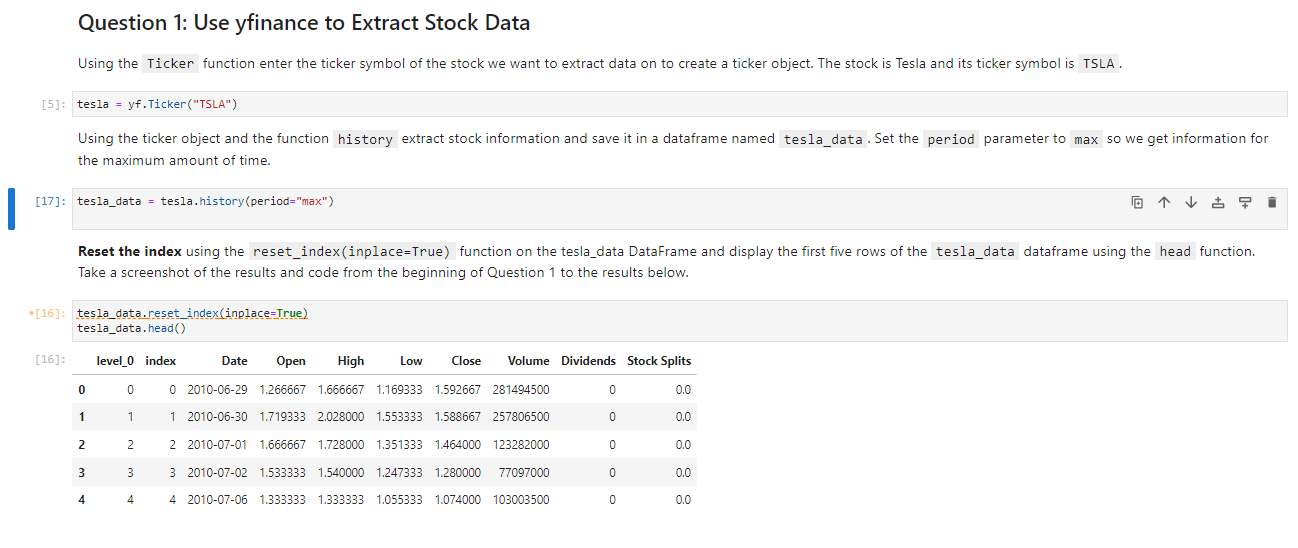 Question 1: Use yfinance to Extract Stock Data
Using the Ticker function enter the ticker symbol of the stock we want to extract data on to create a ticker object. The stock is Tesla and its ticker symbol is TSLA .
[5]: tesla = yf.Ticker("TSLA")
Using the ticker object and the function history extract stock information and save it in a dataframe named tesla_data . Set the period parameter to max so we get information for
the maximum amount of time.
[17]: tesla_data = tesla.history(period="max")
Reset the index using the reset_index(inplace=True) function on the tesla_data DataFrame and display the first five rows of the tesla_data dataframe using the head function.
Take a screenshot of the results and code from the beginning of Question 1 to the results below.
*[16]: tesla_data.reset_index(inplace=True)
tesla_data.head()
[16]: level_0 index Date Open High Low Close Volume Dividends Stock Splits
0 0 0 2010-06-29 1.266667 1.666667 1.169333 1.592667 281494500 0 0.0
1 1 1 2010-06-30 1.719333 2.028000 1.553333 1.588667 257806500 0 0.0
2 2 2 2010-07-01 1.666667 1.728000 1.351333 1.464000 123282000 0 0.0
3 3 3 2010-07-02 1.533333 1.540000 1.247333 1.280000 77097000 0 0.0
4 4 4 2010-07-06 1.333333 1.333333 1.055333 1.074000 103003500 0 0.0